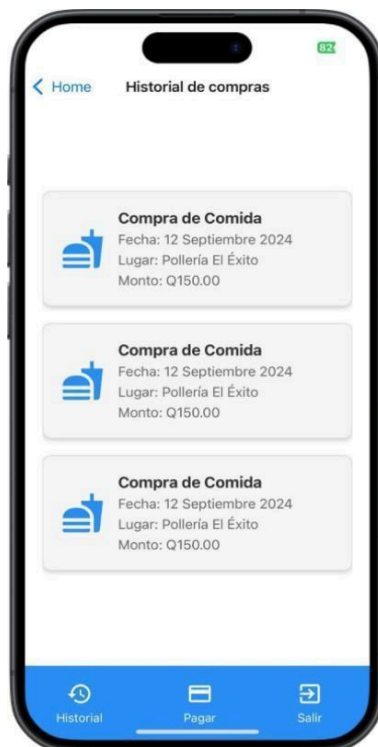 82
Home
Historial de compras
Compra de Comida
Fecha: 12 Septiembre 2024
Lugar: Pollería El Éxito
Monto: Q150.00
Compra de Comida
Fecha: 12 Septiembre 2024
Lugar: Pollería El Éxito
Monto: Q150.00
Compra de Comida
Fecha: 12 Septiembre 2024
Lugar: Pollería El Éxito
Monto: Q150.00
Historial
Pagar
Salir